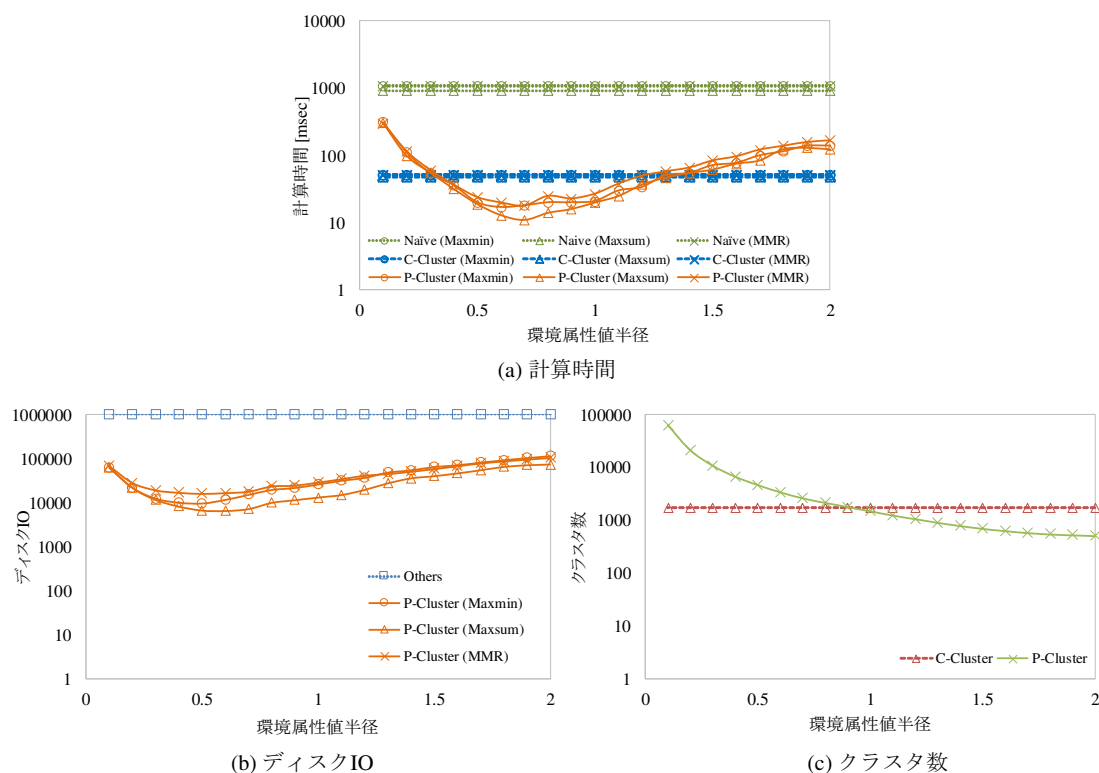 10000
1000
100
10
1
計算時間 [msec]
Naïve (Maxmin) Naive (Maxsum) Naïve (MMR)
C-Cluster (Maxmin) C-Cluster (Maxsum) C-Cluster (MMR)
P-Cluster (Maxmin) P-Cluster (Maxsum) P-Cluster (MMR)
0 0.5 1 1.5 2
環境属性値半径
(a) 計算時間
1000000
100000
10000
1000
100
10
1
ディスクIO
Others
P-Cluster (Maxmin)
P-Cluster (Maxsum)
P-Cluster (MMR)
0 0.5 1 1.5 2
環境属性値半径
(b) ディスクIO
100000
10000
1000
100
10
1
クラスタ数
C-Cluster P-Cluster
0 0.5 1 1.5 2
環境属性値半径
(c) クラスタ数